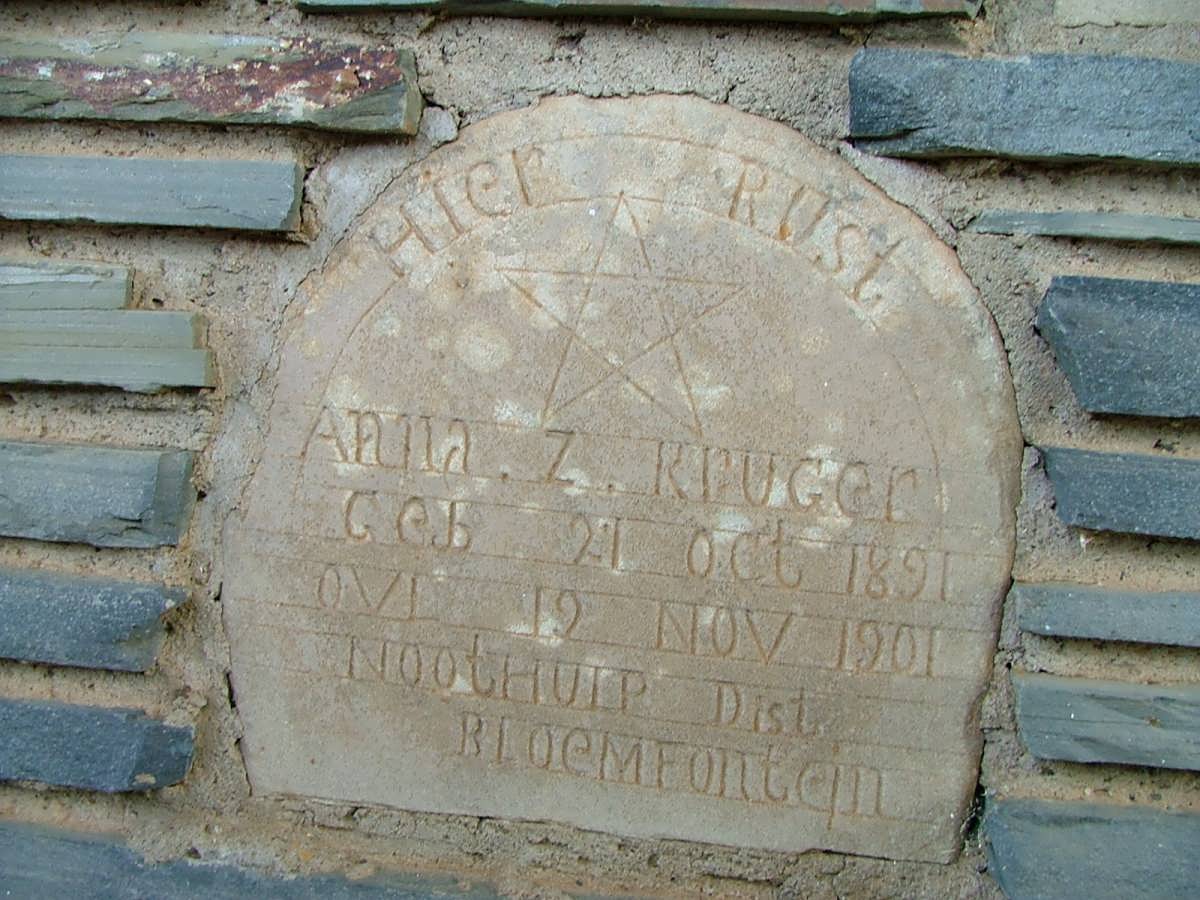 HIer RUSt
Anna . Z . KRUGer
Geb 21 Oct 1891
OVL 19 NOV 1901
NOOtHULP Dist.
BLOeMFOntein